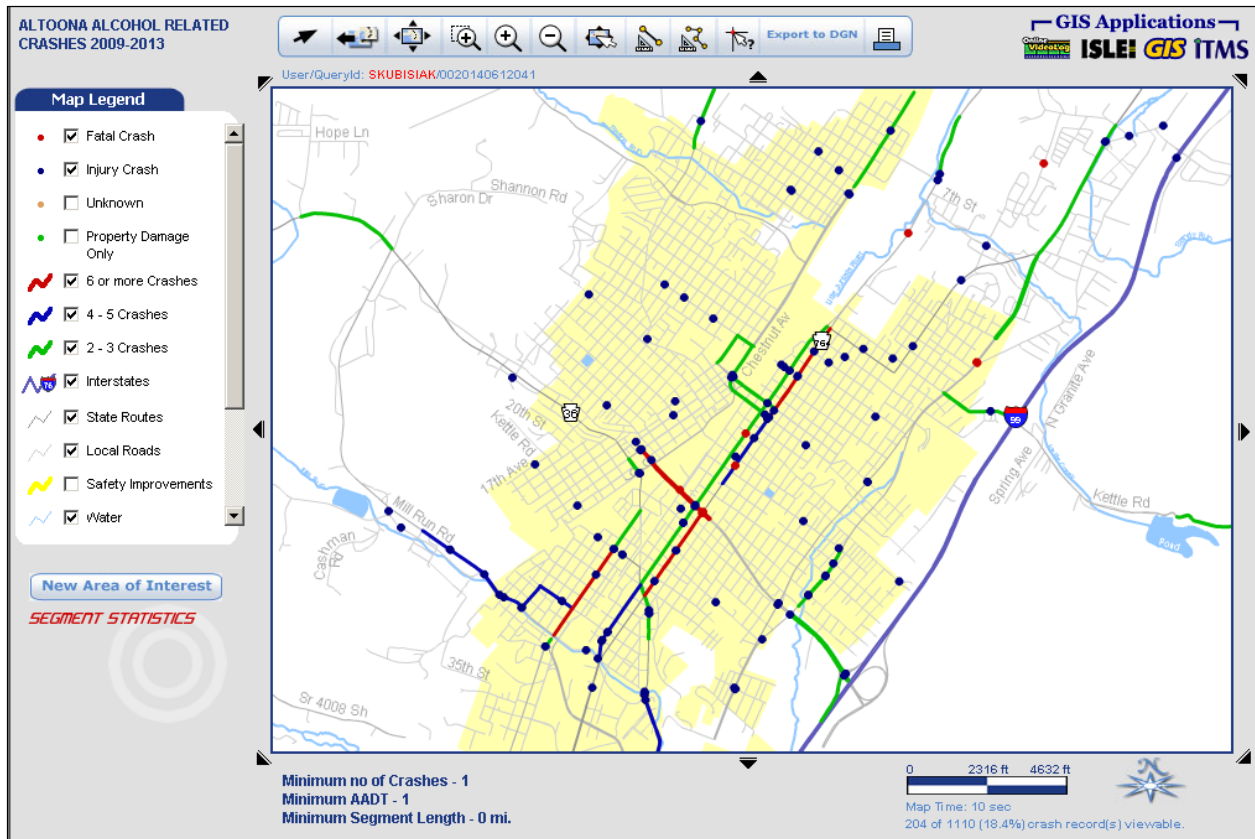 ALTOONA ALCOHOL RELATED
CRASHES 2009-2013
Export to DGN
GIS Applications
Online
VideoLog
ISLE!
GIS
iTMS
User/QueryId: SKUBISIAK/0020140612041
Map Legend
Fatal Crash
Injury Crash
Unknown
Property Damage
Only
6 or more Crashes
4 - 5 Crashes
2 - 3 Crashes
76
Interstates
State Routes
Local Roads
Safety Improvements
Water
New Area of Interest
SEGMENT STATISTICS
Hope Ln
Shannon Rd
Sharon Dr
7th St
Chestnut Av
764
36
20th St
Kettle Rd
17th Ave
99
N Granite Ave
Spring Ave
Kettle Rd
Pond
Mill Run Rd
Cashman
Rd
35th St
Sr 4008 Sh
Minimum no of Crashes - 1
Minimum AADT - 1
Minimum Segment Length - 0 mi.
0 2316 ft 4632 ft
N
Map Time: 10 sec
204 of 1110 (18.4%) crash record(s) viewable.